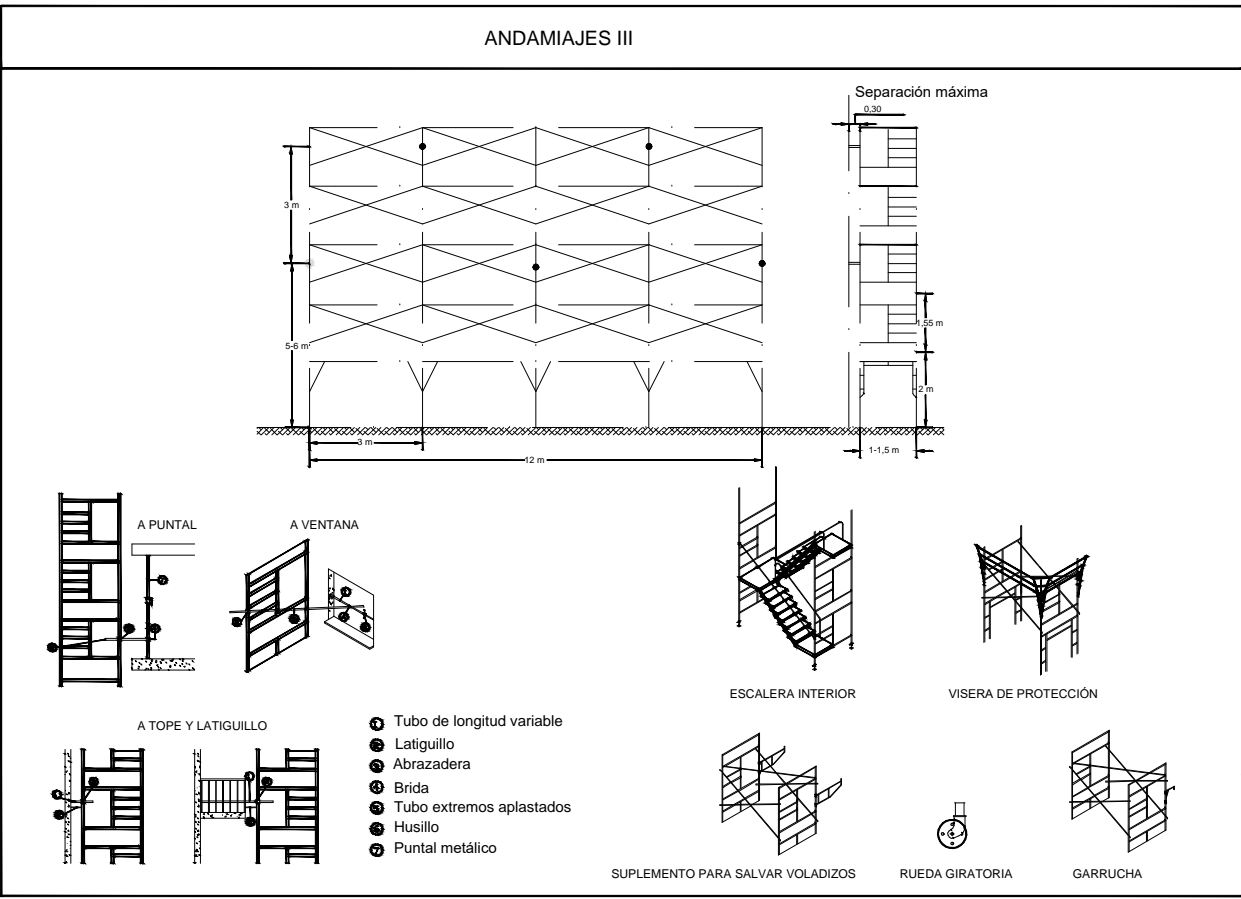 ANDAMIAJES III
Separación máxima
0,30
3 m
5-6 m
1,55 m
2 m
3 m
12 m
1-1,5 m
A PUNTAL
A VENTANA
ESCALERA INTERIOR
VISERA DE PROTECCIÓN
A TOPE Y LATIGUILLO
Tubo de longitud variable
Latiguillo
Abrazadera
4 Brida
Tubo extremos aplastados
Husillo
7 Puntal metálico
SUPLEMENTO PARA SALVAR VOLADIZOS
RUEDA GIRATORIA
GARRUCHA